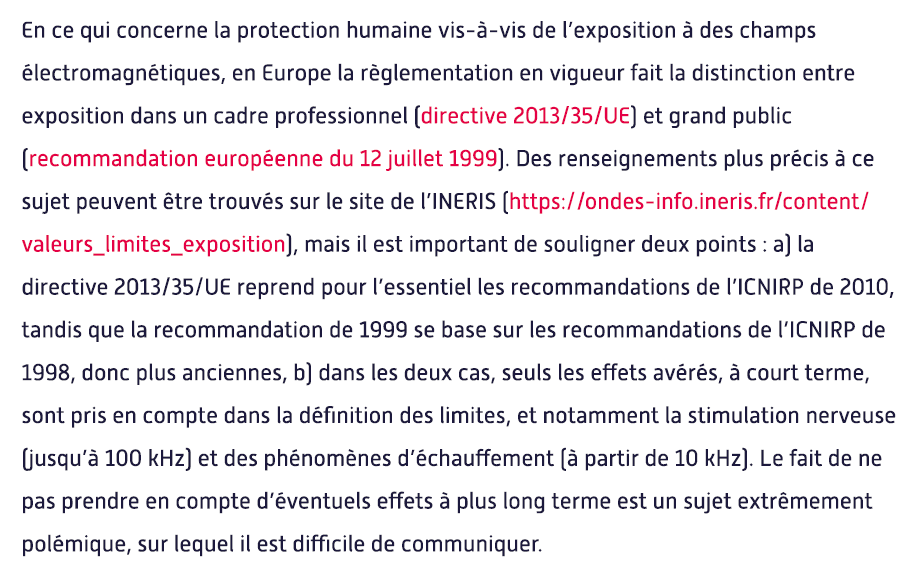 En ce qui concerne la protection humaine vis-à-vis de l'exposition à des champs
électromagnétiques, en Europe la règlementation en vigueur fait la distinction entre
exposition dans un cadre professionnel (directive 2013/35/UE) et grand public
(recommandation européenne du 12 juillet 1999). Des renseignements plus précis à ce
sujet peuvent être trouvés sur le site de l'INERIS (https://ondes-info.ineris.fr/content/
valeurs_limites_exposition), mais il est important de souligner deux points : a) la
directive 2013/35/UE reprend pour l'essentiel les recommandations de l'ICNIRP de 2010,
tandis que la recommandation de 1999 se base sur les recommandations de l'ICNIRP de
1998, donc plus anciennes, b) dans les deux cas, seuls les effets avérés, à court terme,
sont pris en compte dans la définition des limites, et notamment la stimulation nerveuse
(jusqu'à 100 kHz) et des phénomènes d'échauffement (à partir de 10 kHz). Le fait de ne
pas prendre en compte d'éventuels effets à plus long terme est un sujet extrêmement
polémique, sur lequel il est difficile de communiquer.